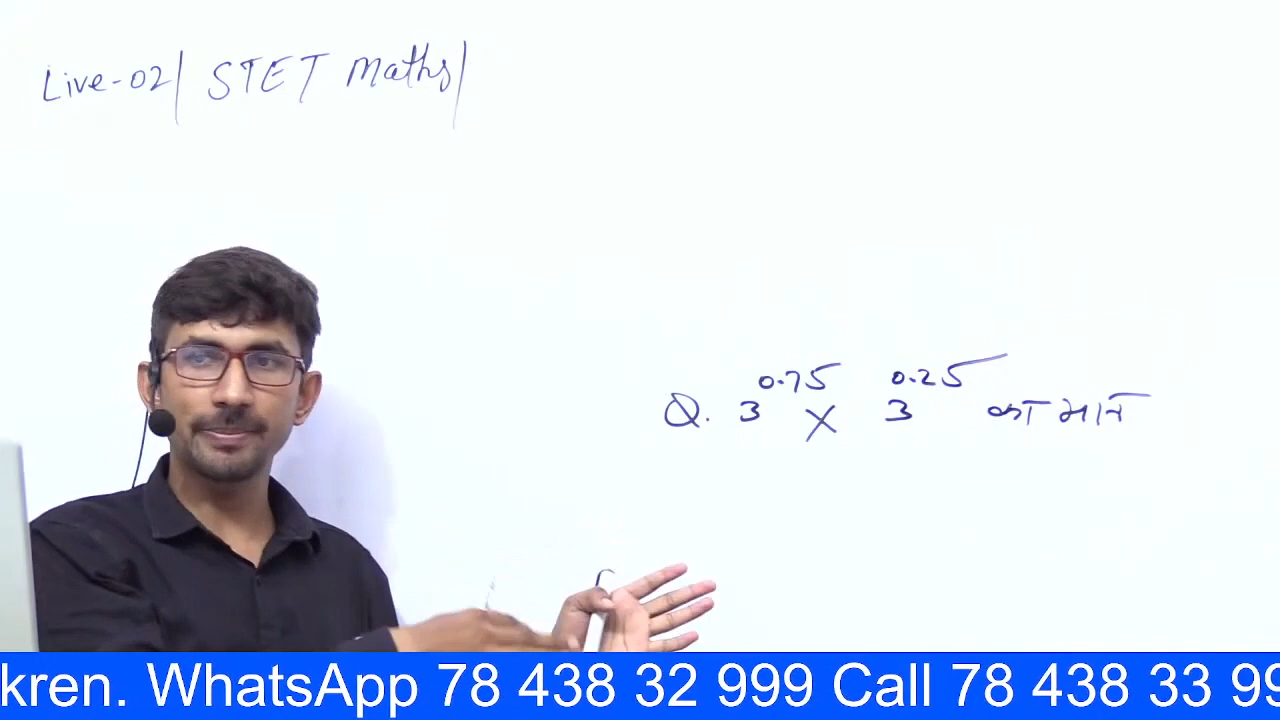 Live-02/ STET Maths/
Q. 3^0.75 X 3^0.25 का मान
kren. WhatsApp 78 438 32 999 Call 78 438 33 99